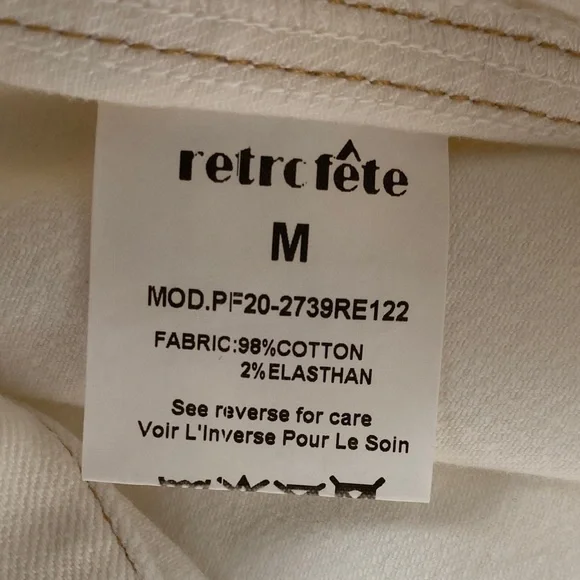 retrofête
M
MOD.PF20-2739RE122
FABRIC:98%COTTON
2%ELASTHAN
See reverse for care
Voir L'Inverse Pour Le Soin